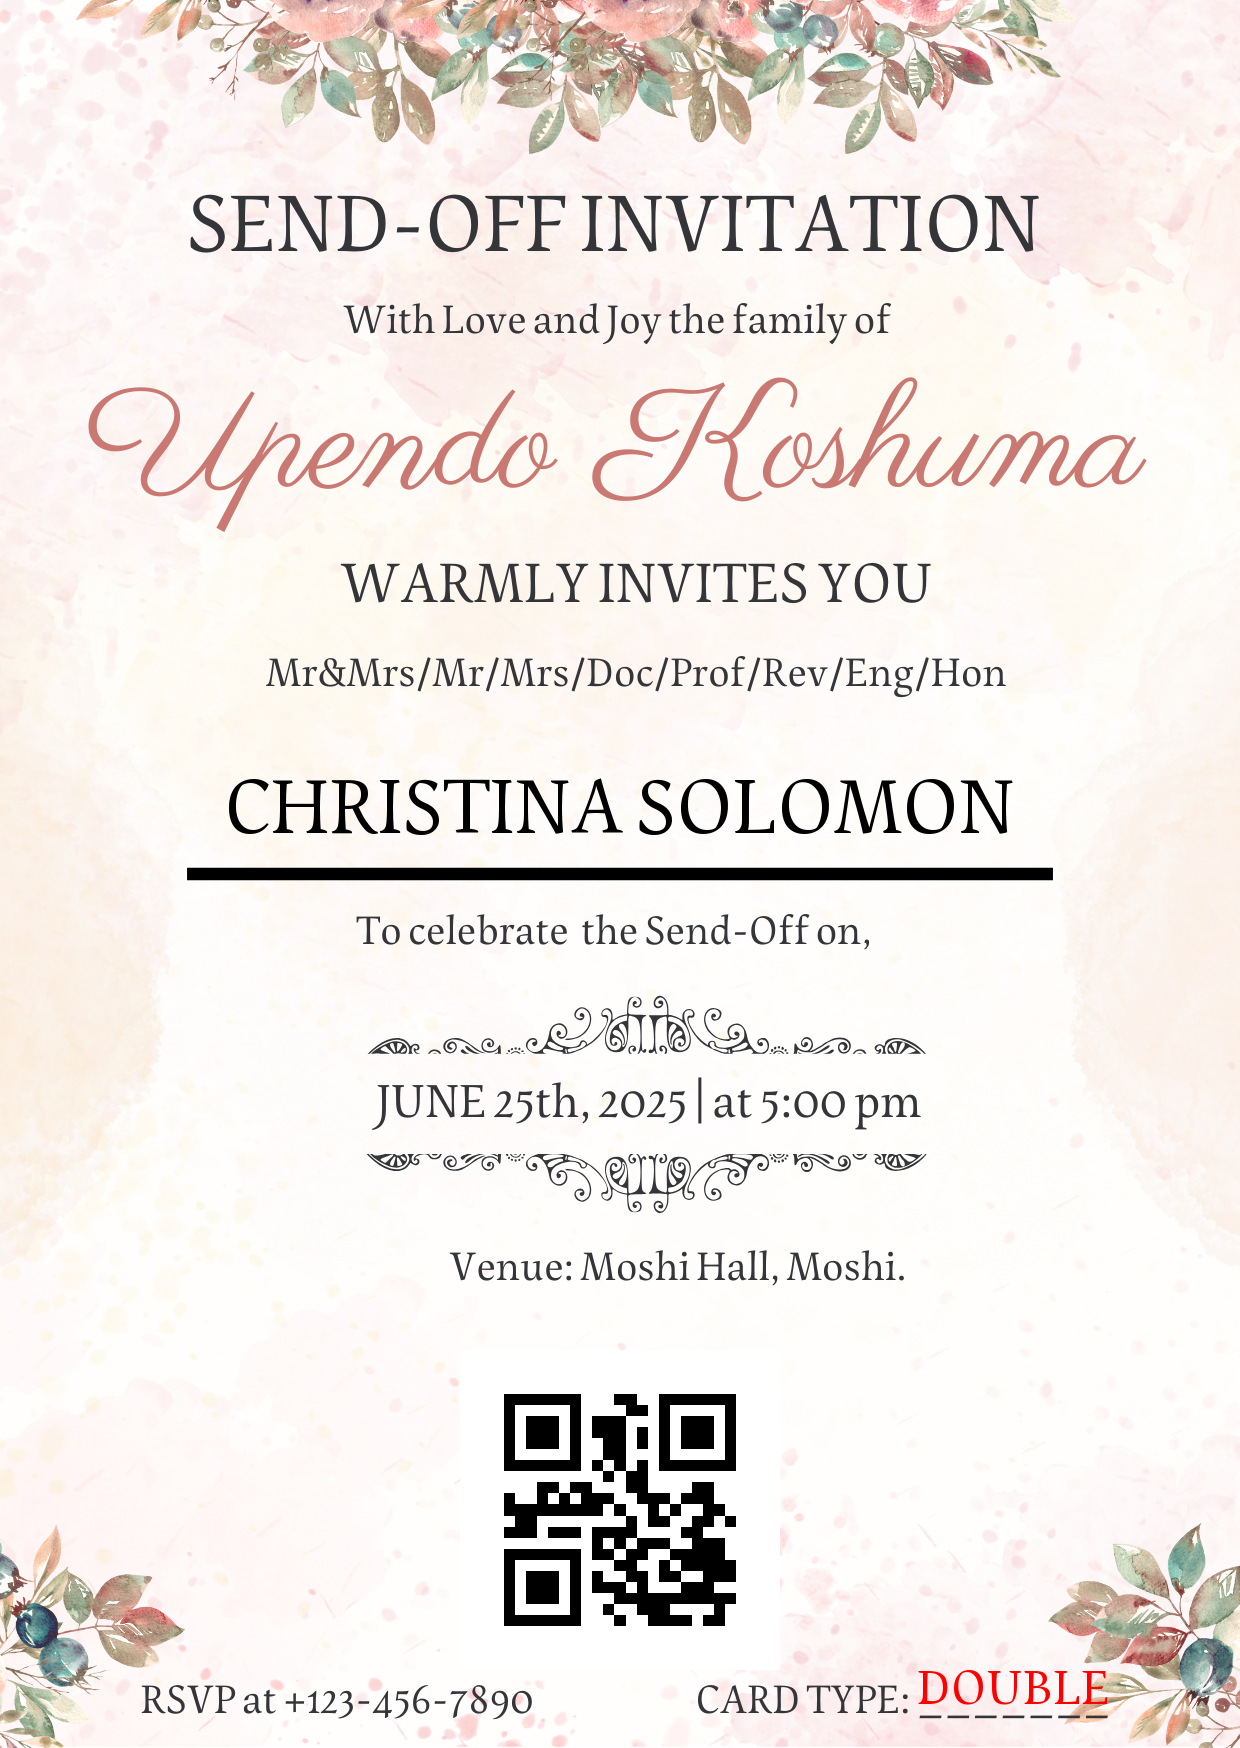 SEND-OFF INVITATION
With Love and Joy the family of
Upendo Koshuma
WARMLY INVITES YOU
Mr&Mrs/Mr/Mrs/Doc/Prof/Rev/Eng/Hon
CHRISTINA SOLOMON
To celebrate the Send-Off on,
JUNE 25th, 2025 | at 5:00 pm
Venue: Moshi Hall, Moshi.
RSVP at +123-456-7890
CARD TYPE: DOUBLE